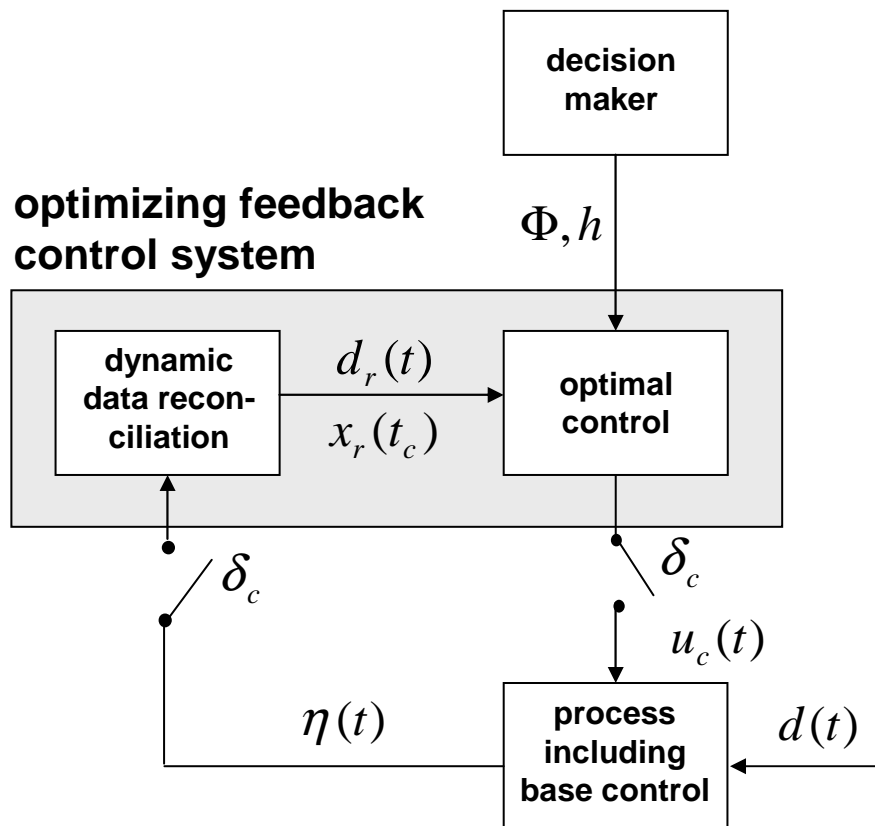 decision
maker
Φ, h
optimizing feedback
control system
dynamic
data recon-
ciliation
d_r(t)
x_r(t_c)
optimal
control
δ_c
δ_c
u_c(t)
η(t)
process
including
base control
d(t)